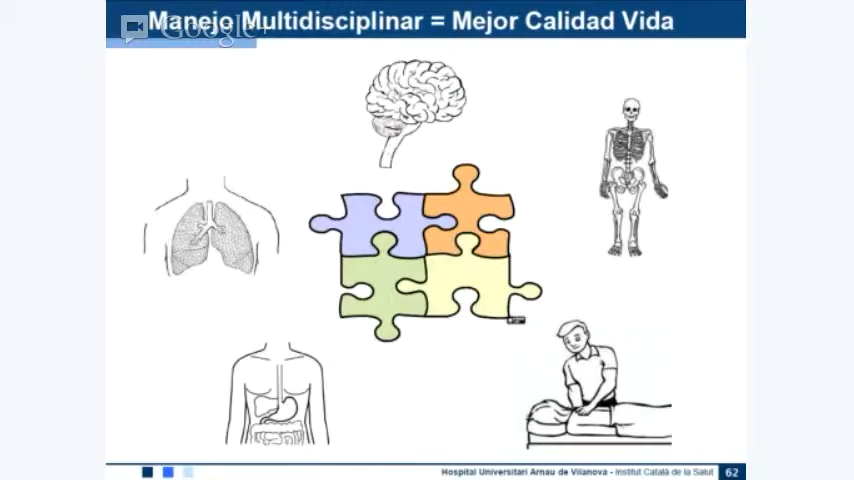 Manejo Multidisciplinar = Mejor Calidad Vida
Google+
Hospital Universitari Arnau de Vilanova - Institut Català de la Salut
62